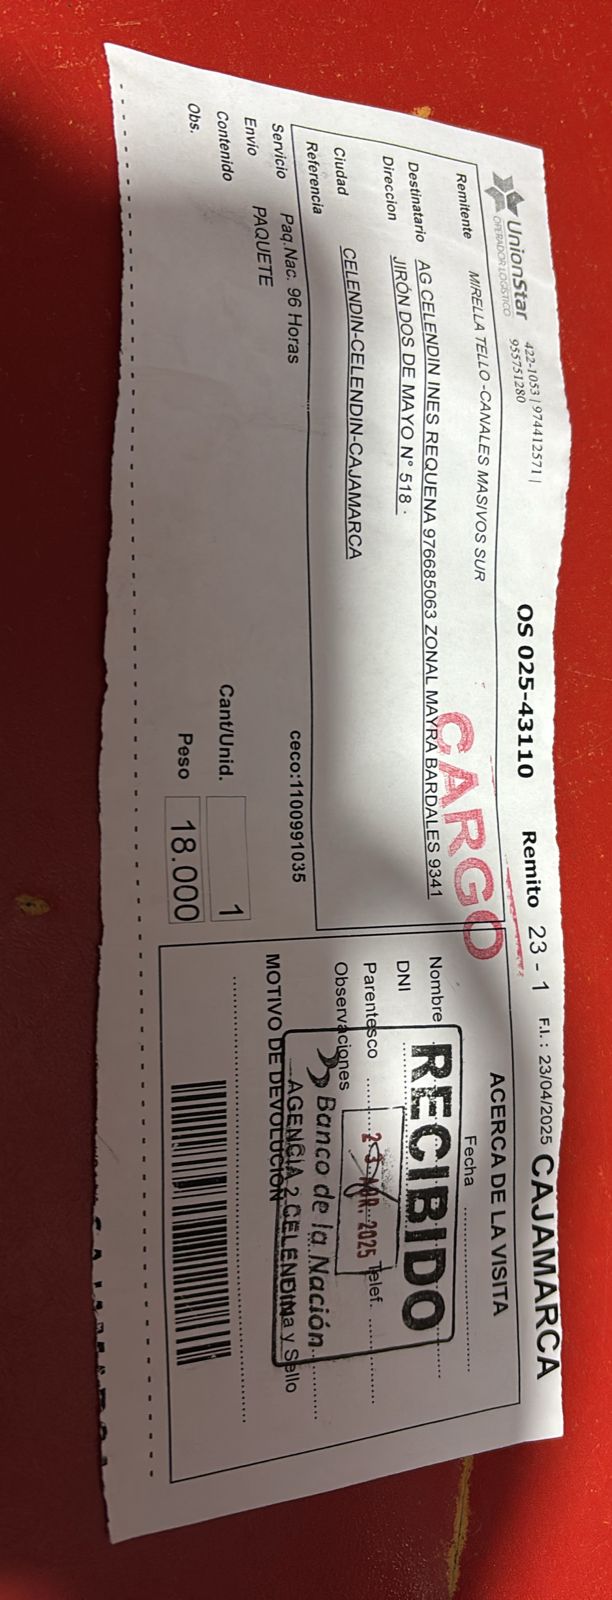 UnionStar
OPERADOR LOGÍSTICO
422-1053 | 974412571 |
955751280
OS 025-43110 Remito 23 - 1 F.I.: 23/04/2025 CAJAMARCA
Remitente MIRELLA TELLO -CANALES MASIVOS SUR
Destinatario AG CELENDIN INES REQUENA 976685063 ZONAL MAYRA BARDALES 9341
Direccion JIRÓN DOS DE MAYO N° 518 -
Ciudad CELENDIN-CELENDIN-CAJAMARCA
Referencia
CARGO
Servicio Paq.Nac. 96 Horas ceco:1100991035
Envio PAQUETE
Contenido Cant/Unid. 1
Obs. Peso 18.000
ACERCA DE LA VISITA
Fecha
Nombre
DNI
Parentesco Telef.
Observaciones
MOTIVO DE DEVOLUCION y Sello
RECIBIDO
2025
Banco de la Nación
AGENCIA 2 CELENDIN